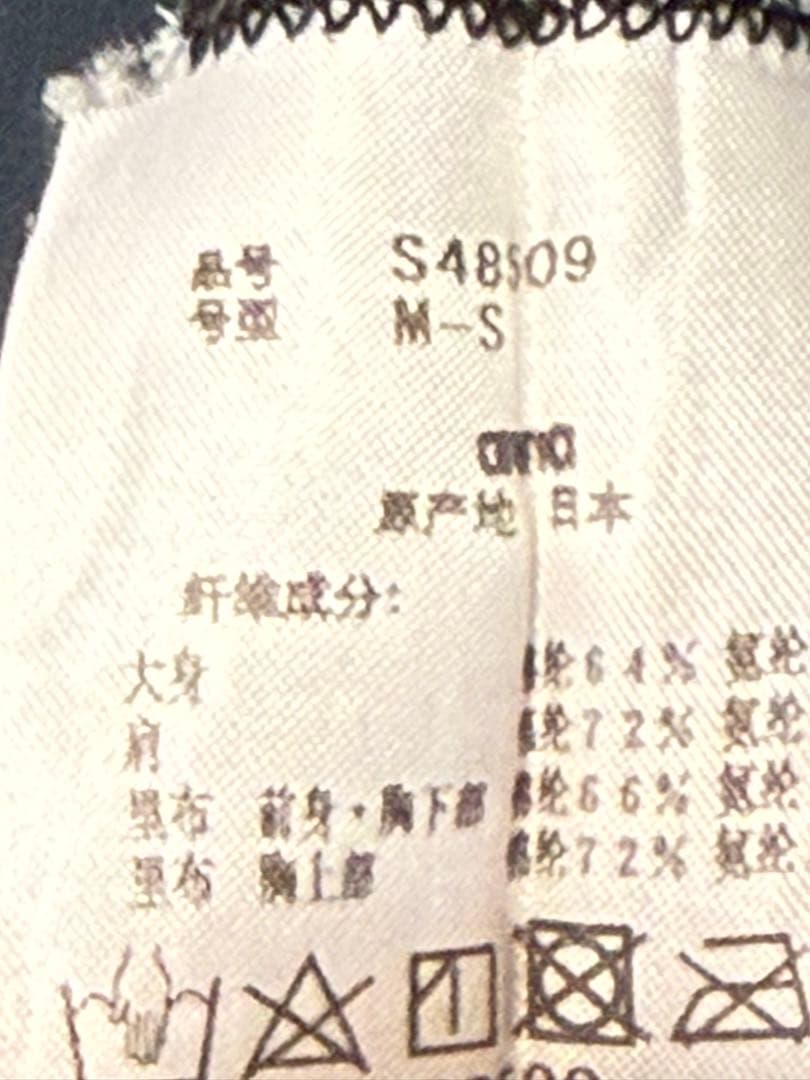 品号 S48509
号型 M-S
anna
原产地 日本
纤维成分:
大身 锦纶64% 氨纶
肩 锦纶72% 氨纶
里布 前身·胸下部 锦纶66% 氨纶
里布 胸上部 锦纶72% 氨纶